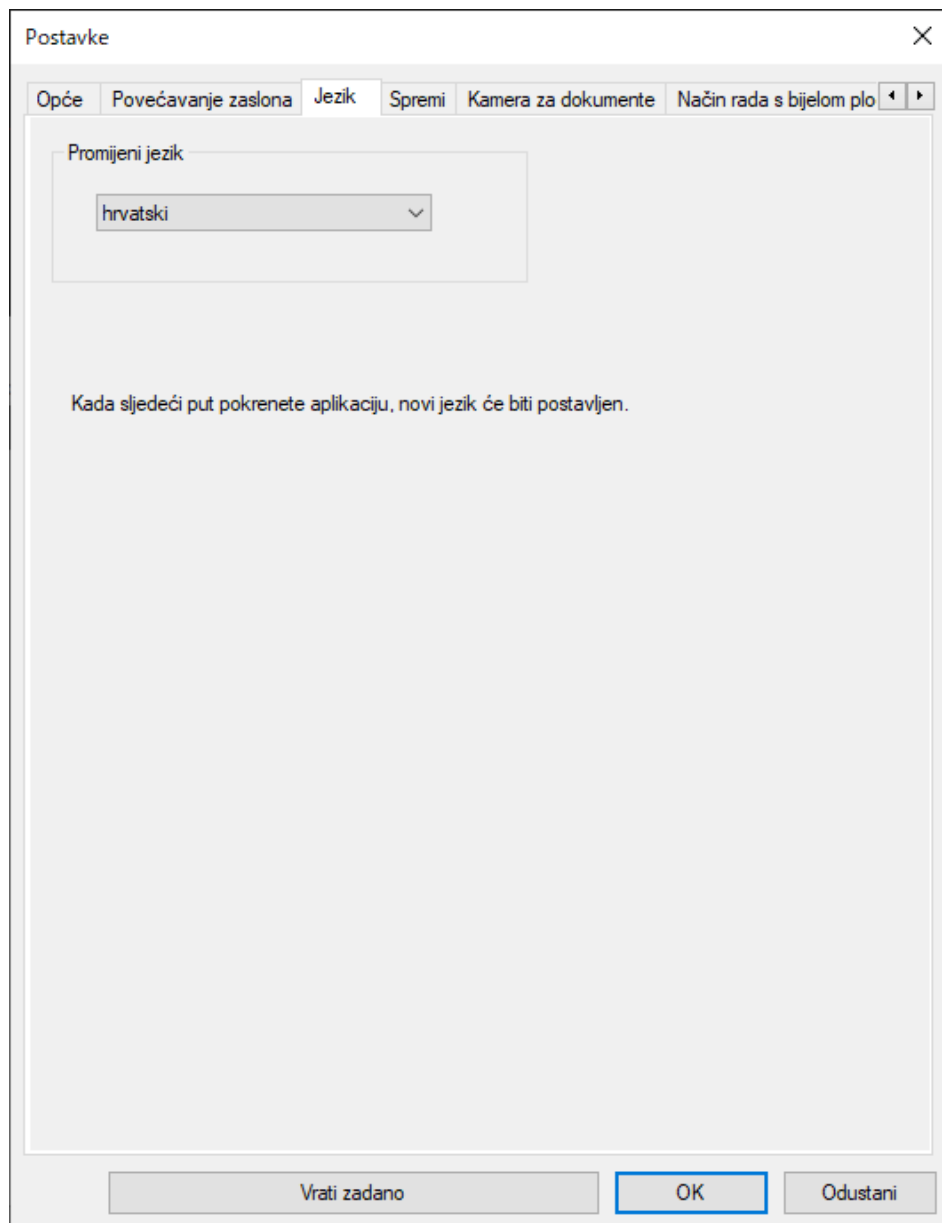 Postavke
Opće Povećavanje zaslona Jezik Spremi Kamera za dokumente Način rada s bijelom plo
Promijeni jezik
hrvatski
Kada sljedeći put pokrenete aplikaciju, novi jezik će biti postavljen.
Vrati zadano OK Odustani